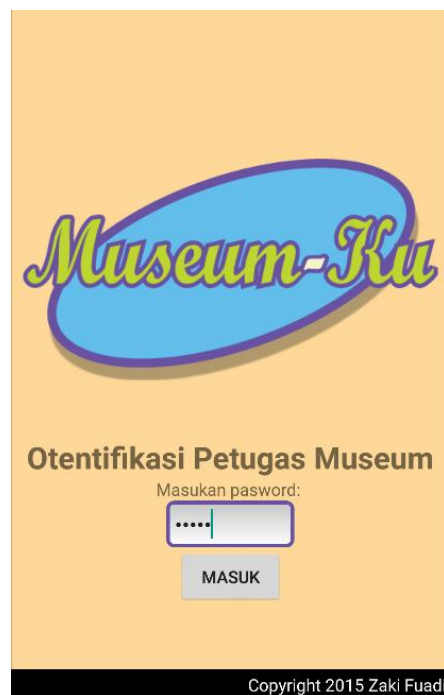 Museum-Ku
Otentifikasi Petugas Museum
Masukan pasword:
•••••
MASUK
Copyright 2015 Zaki Fuad